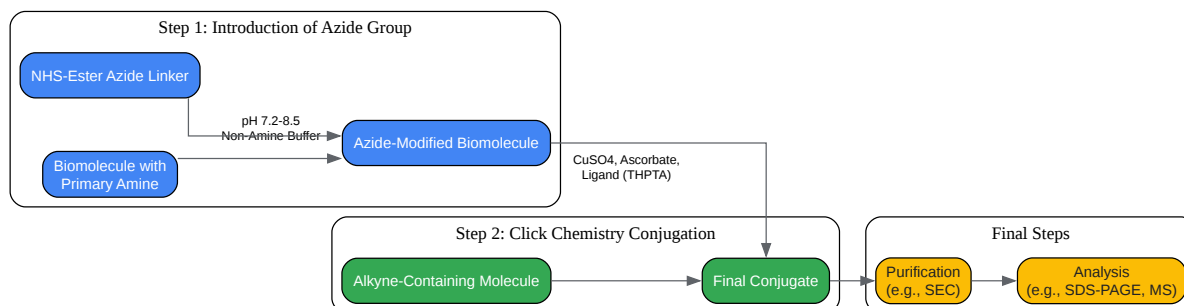 Step 1: Introduction of Azide Group
NHS-Ester Azide Linker
pH 7.2-8.5
Non-Amine Buffer
Azide-Modified Biomolecule
Biomolecule with
Primary Amine
CuSO4, Ascorbate,
Ligand (THPTA)
Step 2: Click Chemistry Conjugation
Alkyne-Containing Molecule
Final Conjugate
Final Steps
Purification
(e.g., SEC)
Analysis
(e.g., SDS-PAGE, MS)